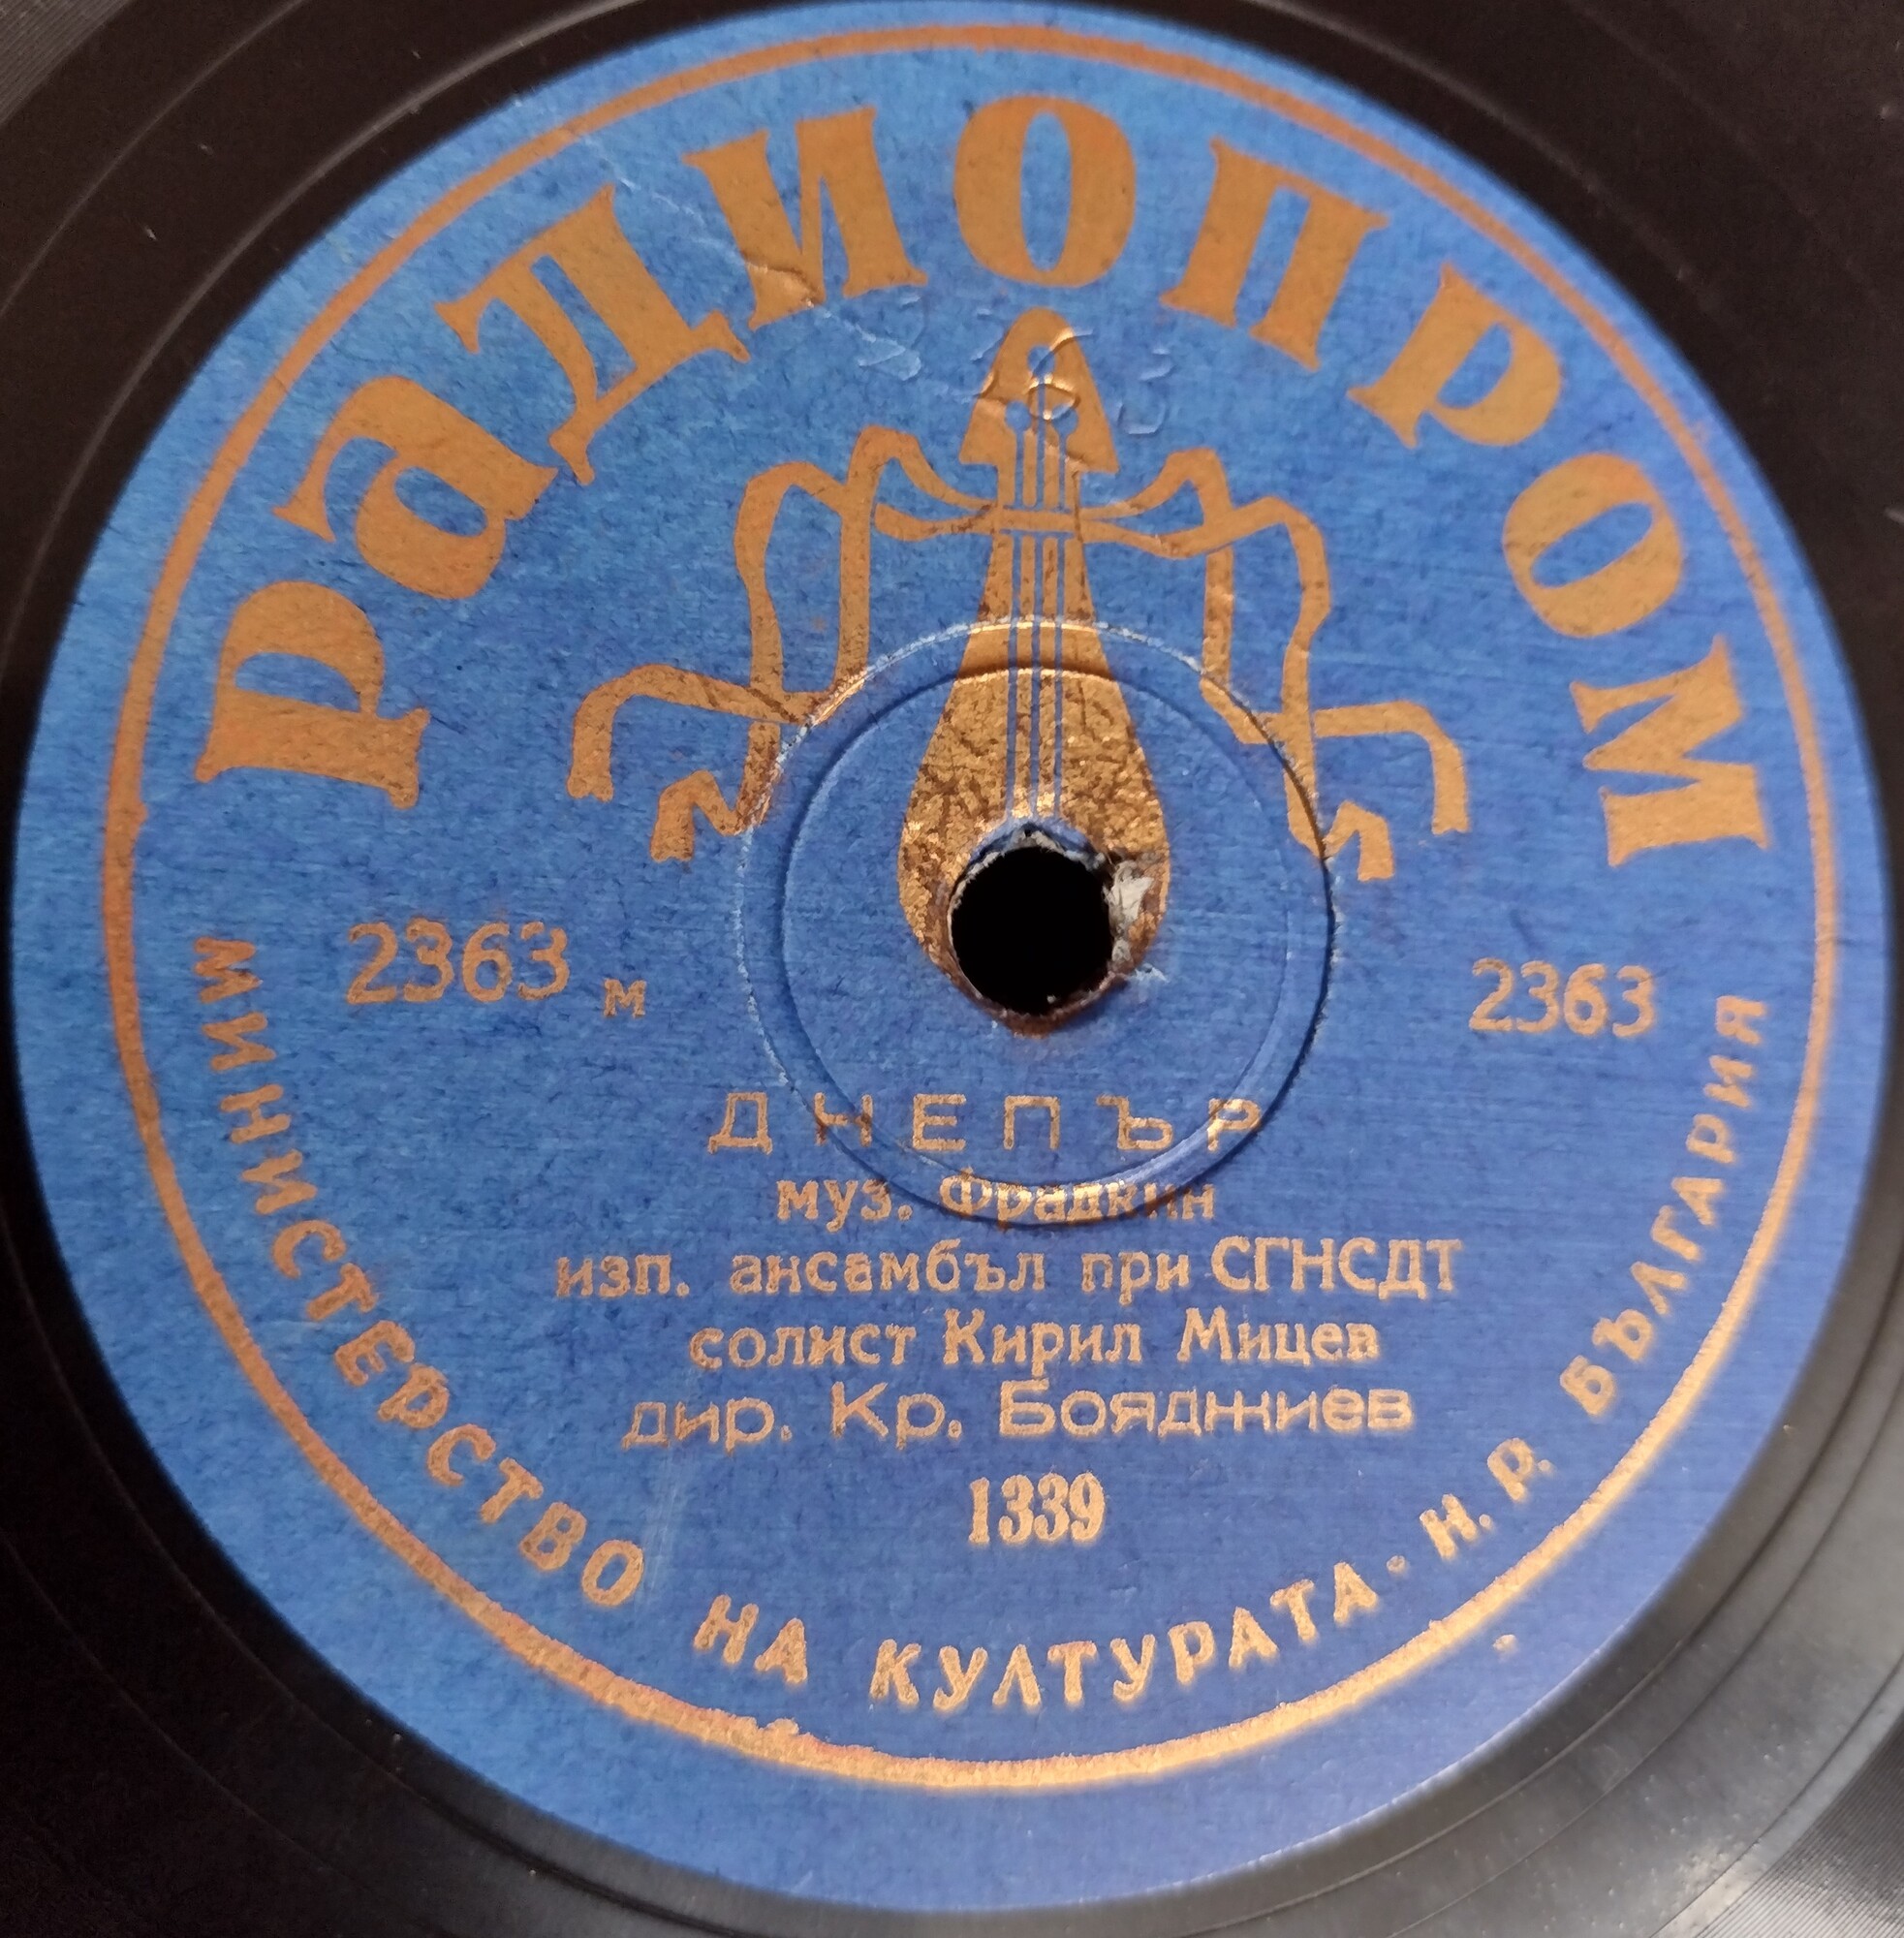 Радиопром
2363 м
2363
ДНЕПЪР
муз. Фрадкин
изп. ансамбъл при СГНСДТ
солист Кирил Мицев
дир. Кр. Бояджиев
1339
МИНИСТЕРСТВО НА КУЛТУРАТА - Н. Р. БЪЛГАРИЯ